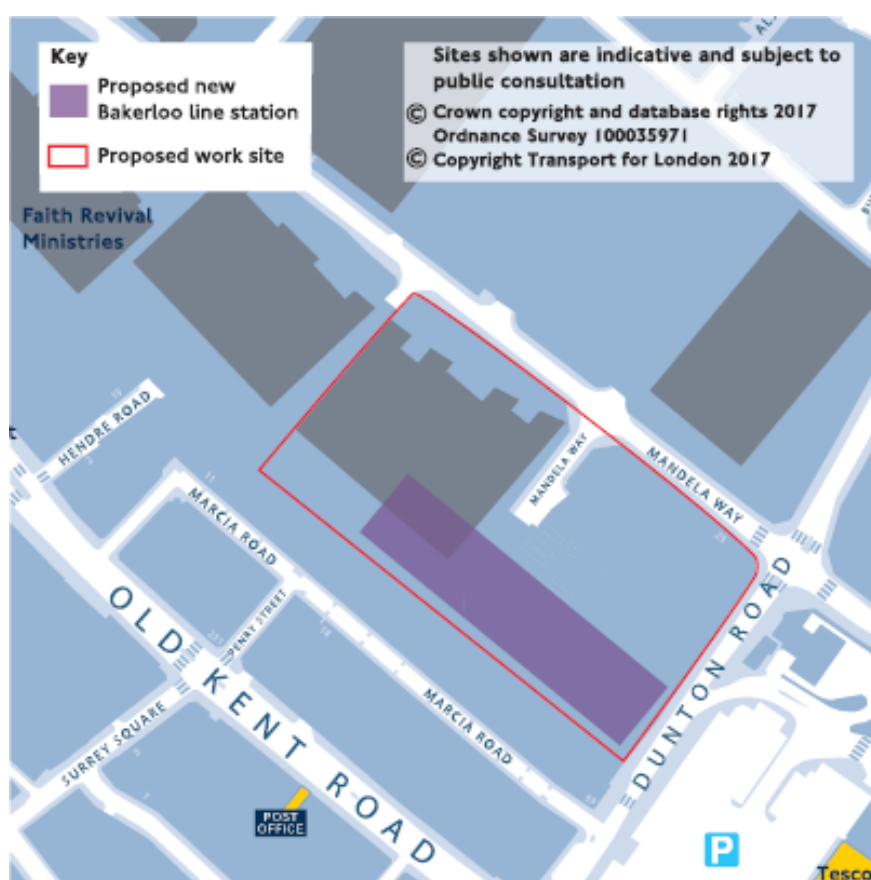 Key
Proposed new
Bakerloo line station
Proposed work site
Sites shown are indicative and subject to
public consultation
© Crown copyright and database rights 2017
Ordnance Survey 100035971
© Copyright Transport for London 2017
Faith Revival
Ministries
HENDRE ROAD
MARCIA ROAD
MANDELA WAY
MANDELA WAY
PENRY STREET
OLD KENT ROAD
MARCIA ROAD
DUNTON ROAD
SURREY SQUARE
POST
OFFICE
P
Tesco